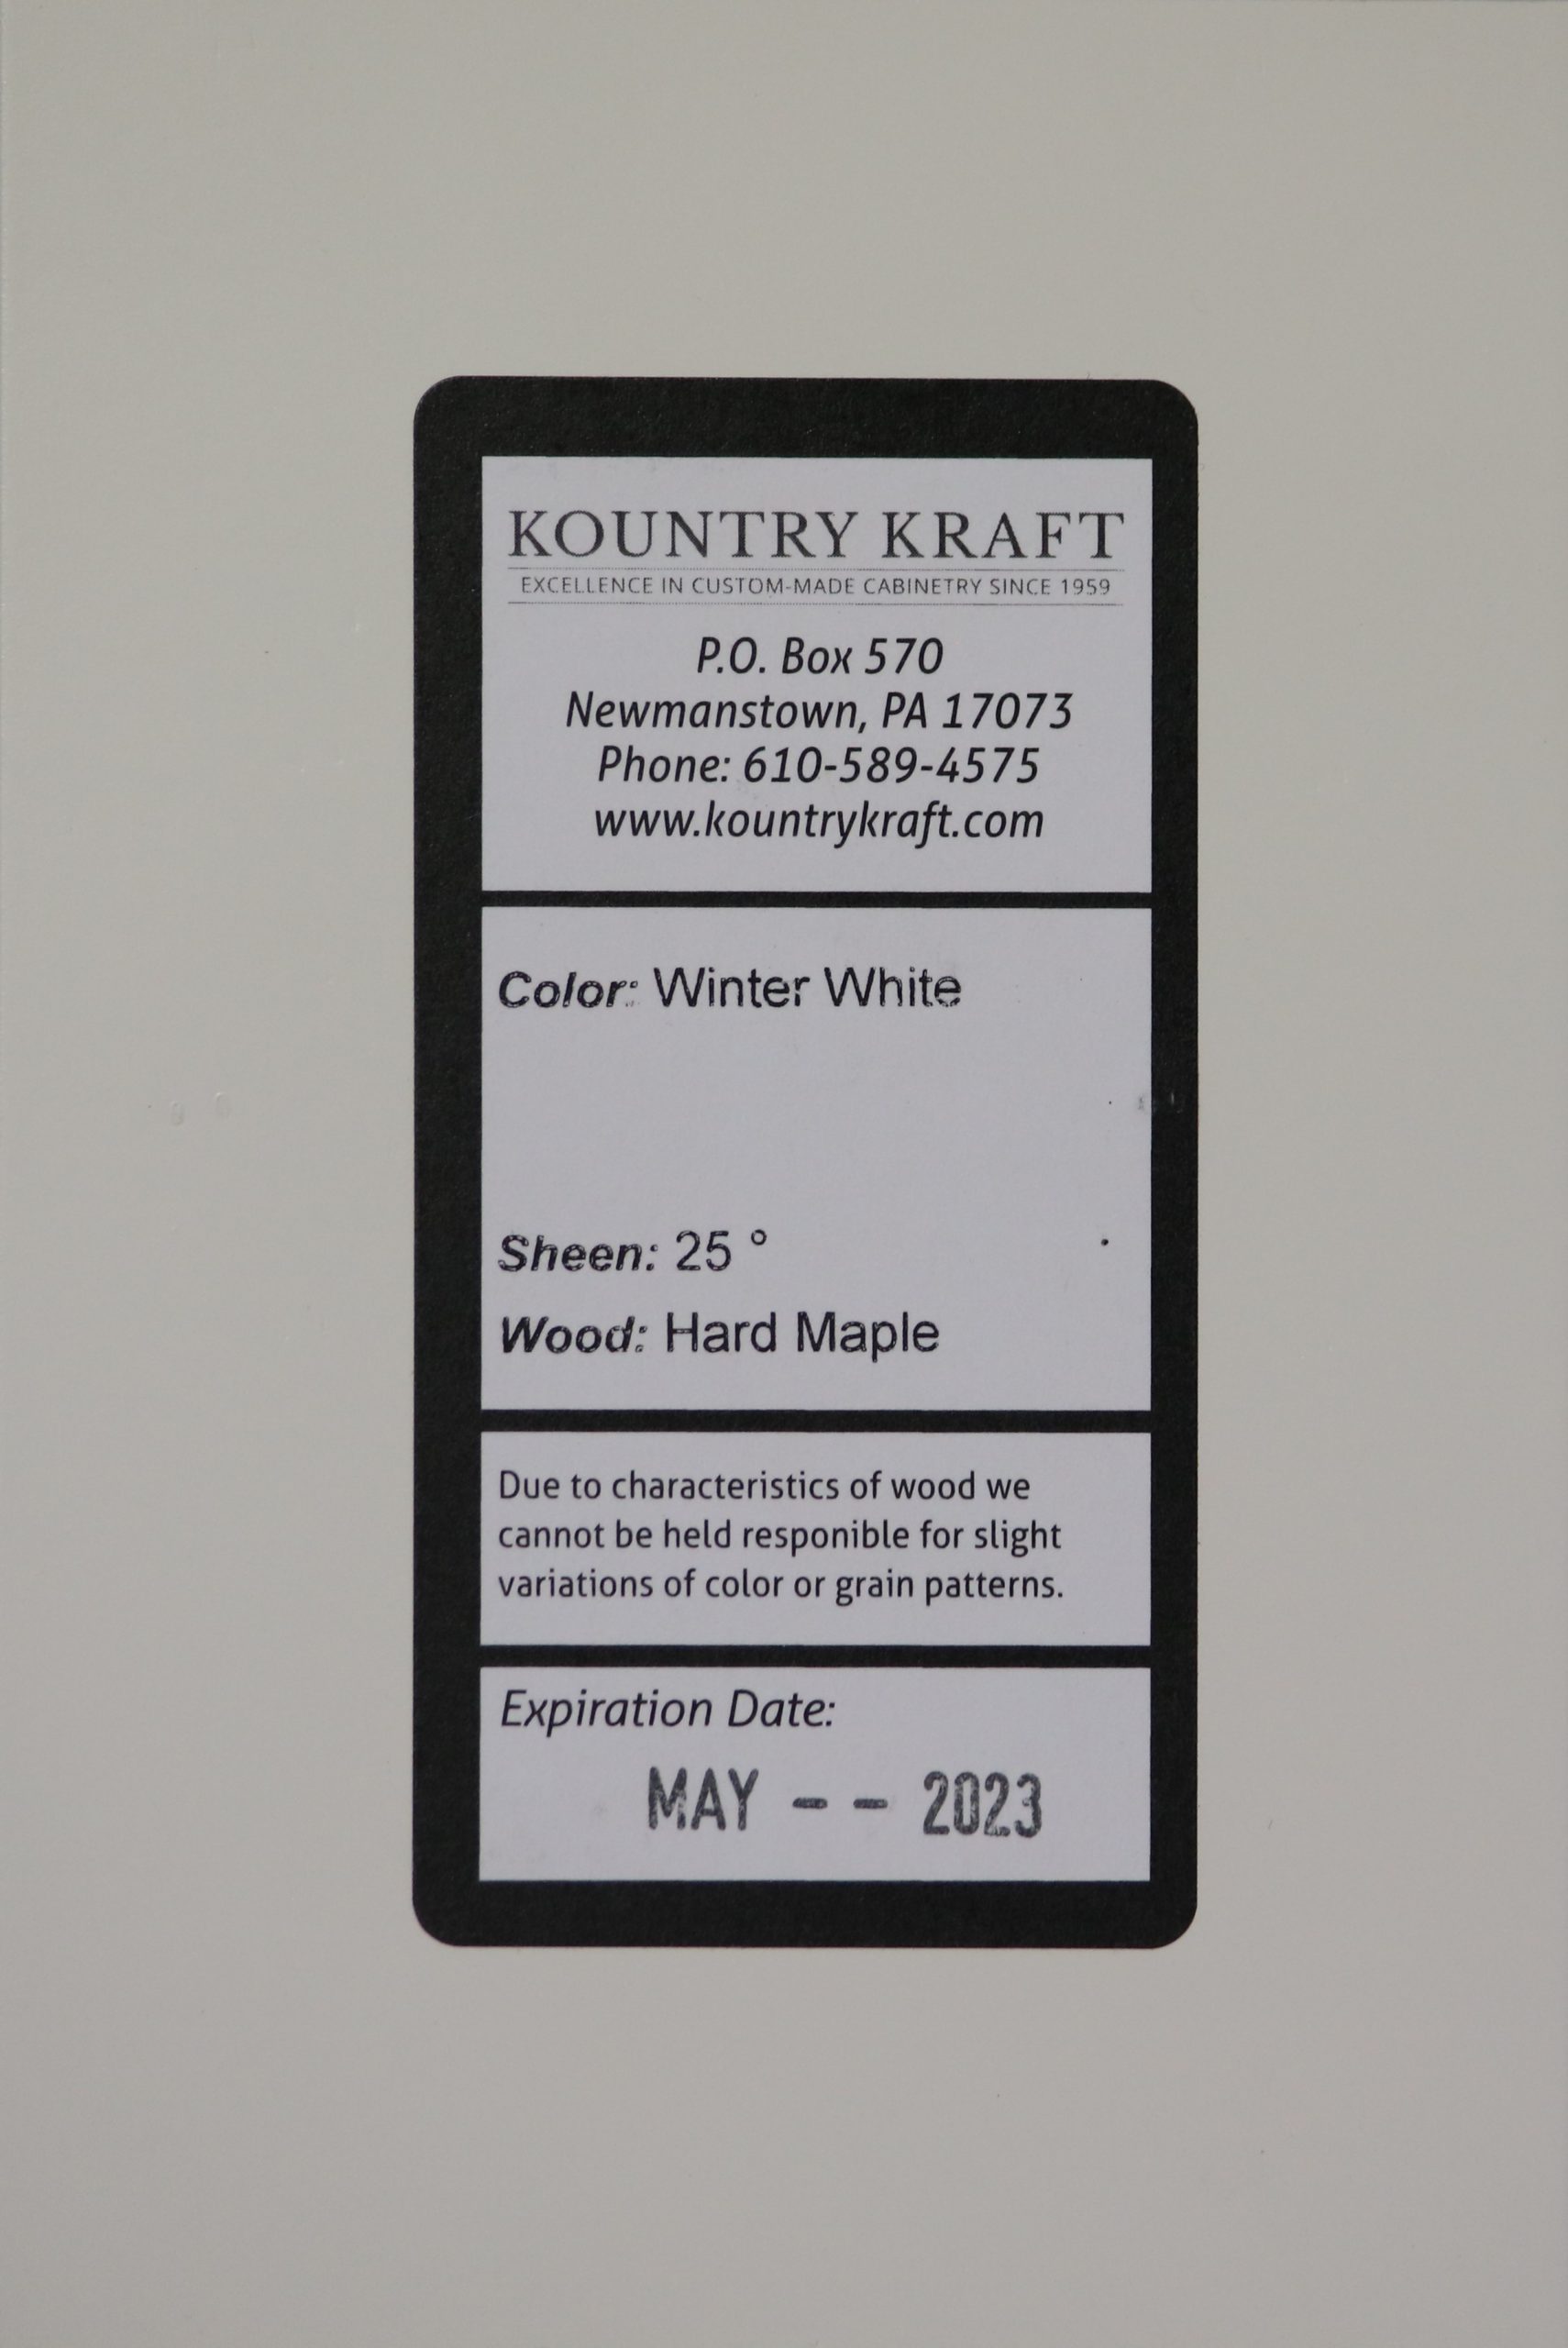 KOUNTRY KRAFT
EXCELLENCE IN CUSTOM-MADE CABINETRY SINCE 1959
P.O. Box 570
Newmanstown, PA 17073
Phone: 610-589-4575
www.kountrykraft.com
Color: Winter White
Sheen: 25 °
Wood: Hard Maple
Due to characteristics of wood we
cannot be held responible for slight
variations of color or grain patterns.
Expiration Date:
MAY -- 2023